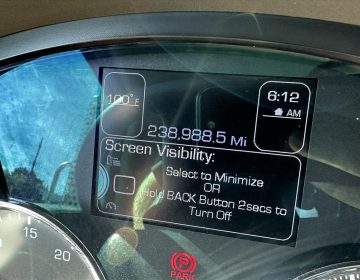 100°F
6:12
AM
238,988.5 Mi
Screen Visibility:
Select to Minimize
OR
Hold BACK Button 2secs to
Turn Off
15
20
PARK